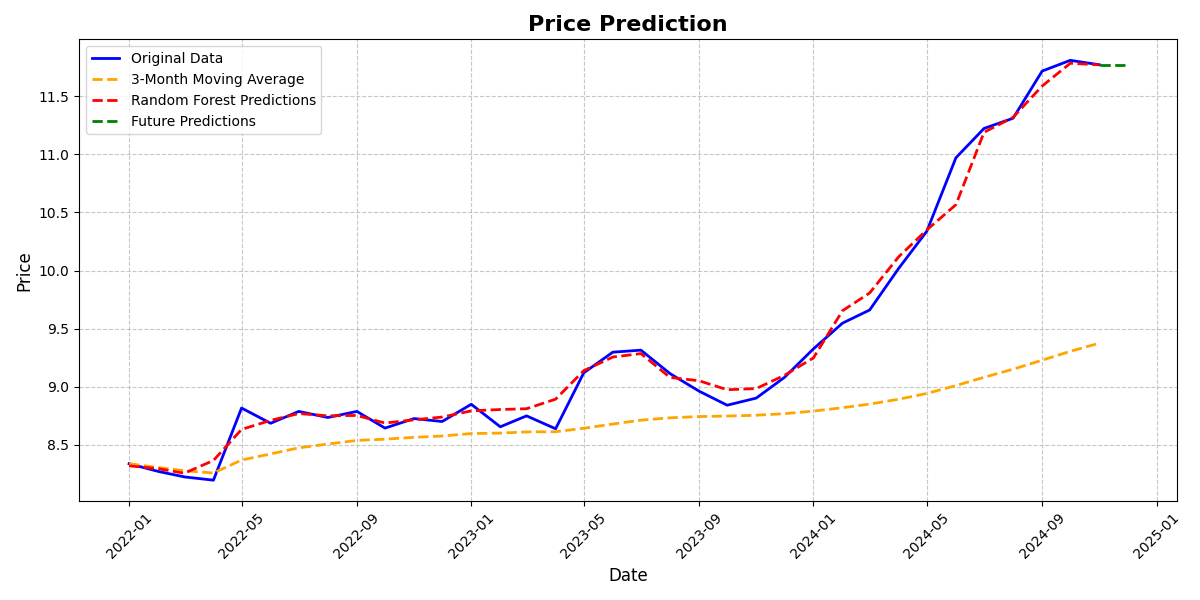 Price Prediction
Original Data
3-Month Moving Average
Random Forest Predictions
Future Predictions
Price
11.5
11.0
10.5
10.0
9.5
9.0
8.5
2022-01
2022-05
2022-09
2023-01
2023-05
2023-09
2024-01
2024-05
2024-09
2025-01
Date